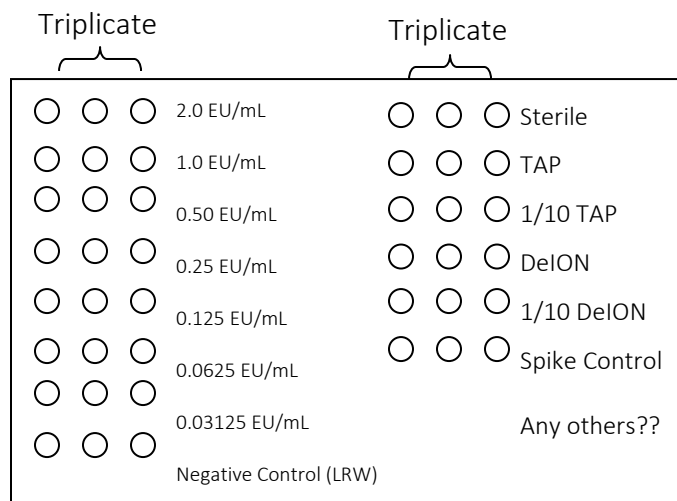 Triplicate
2.0 EU/mL
1.0 EU/mL
0.50 EU/mL
0.25 EU/mL
0.125 EU/mL
0.0625 EU/mL
0.03125 EU/mL
Negative Control (LRW)
Triplicate
Sterile
TAP
1/10 TAP
DeION
1/10 DeION
Spike Control
Any others??